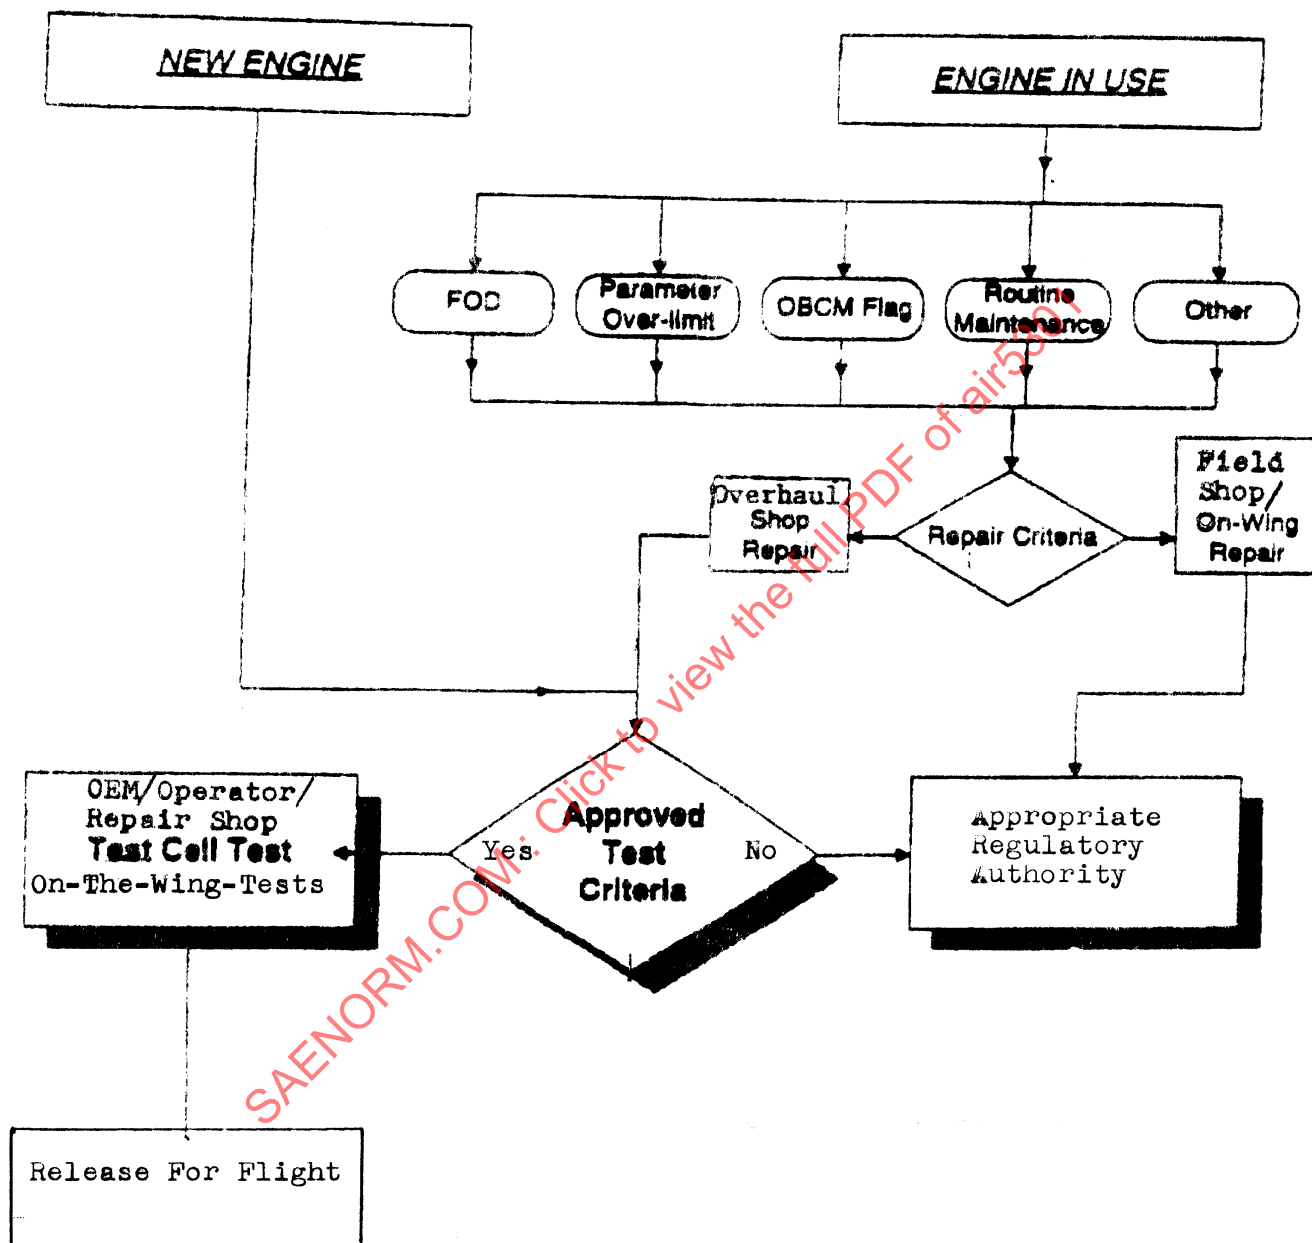 NEW ENGINE
ENGINE IN USE
FOD
Parameter
Over-limit
OBCM Flag
Routine
Maintenance
Other
Overhaul
Shop
Repair
Repair Criteria
Field
Shop/
On-Wing
Repair
OEM/Operator/
Repair Shop
Test Cell Test
On-The-Wing-Tests
Yes
Approved
Test
Criteria
No
Appropriate
Regulatory
Authority
Release For Flight
SAENORM.COM : Click to view the full PDF of air5301